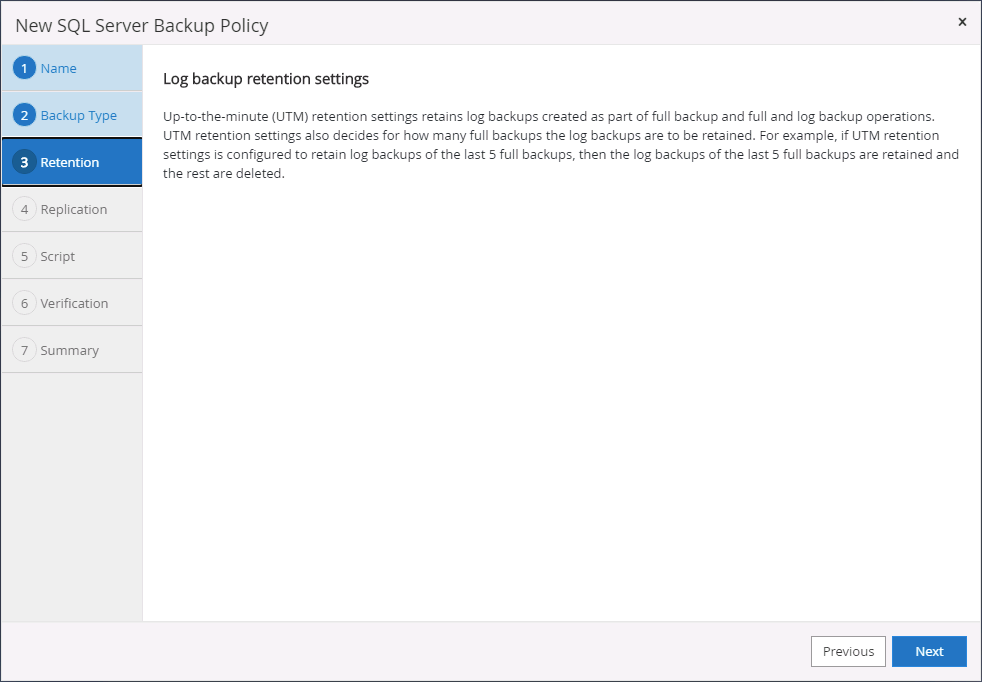 New SQL Server Backup Policy
×
1 Name
2 Backup Type
3 Retention
4 Replication
5 Script
6 Verification
7 Summary
Log backup retention settings
Up-to-the-minute (UTM) retention settings retains log backups created as part of full backup and full and log backup operations.
UTM retention settings also decides for how many full backups the log backups are to be retained. For example, if UTM retention
settings is configured to retain log backups of the last 5 full backups, then the log backups of the last 5 full backups are retained and
the rest are deleted.
Previous Next